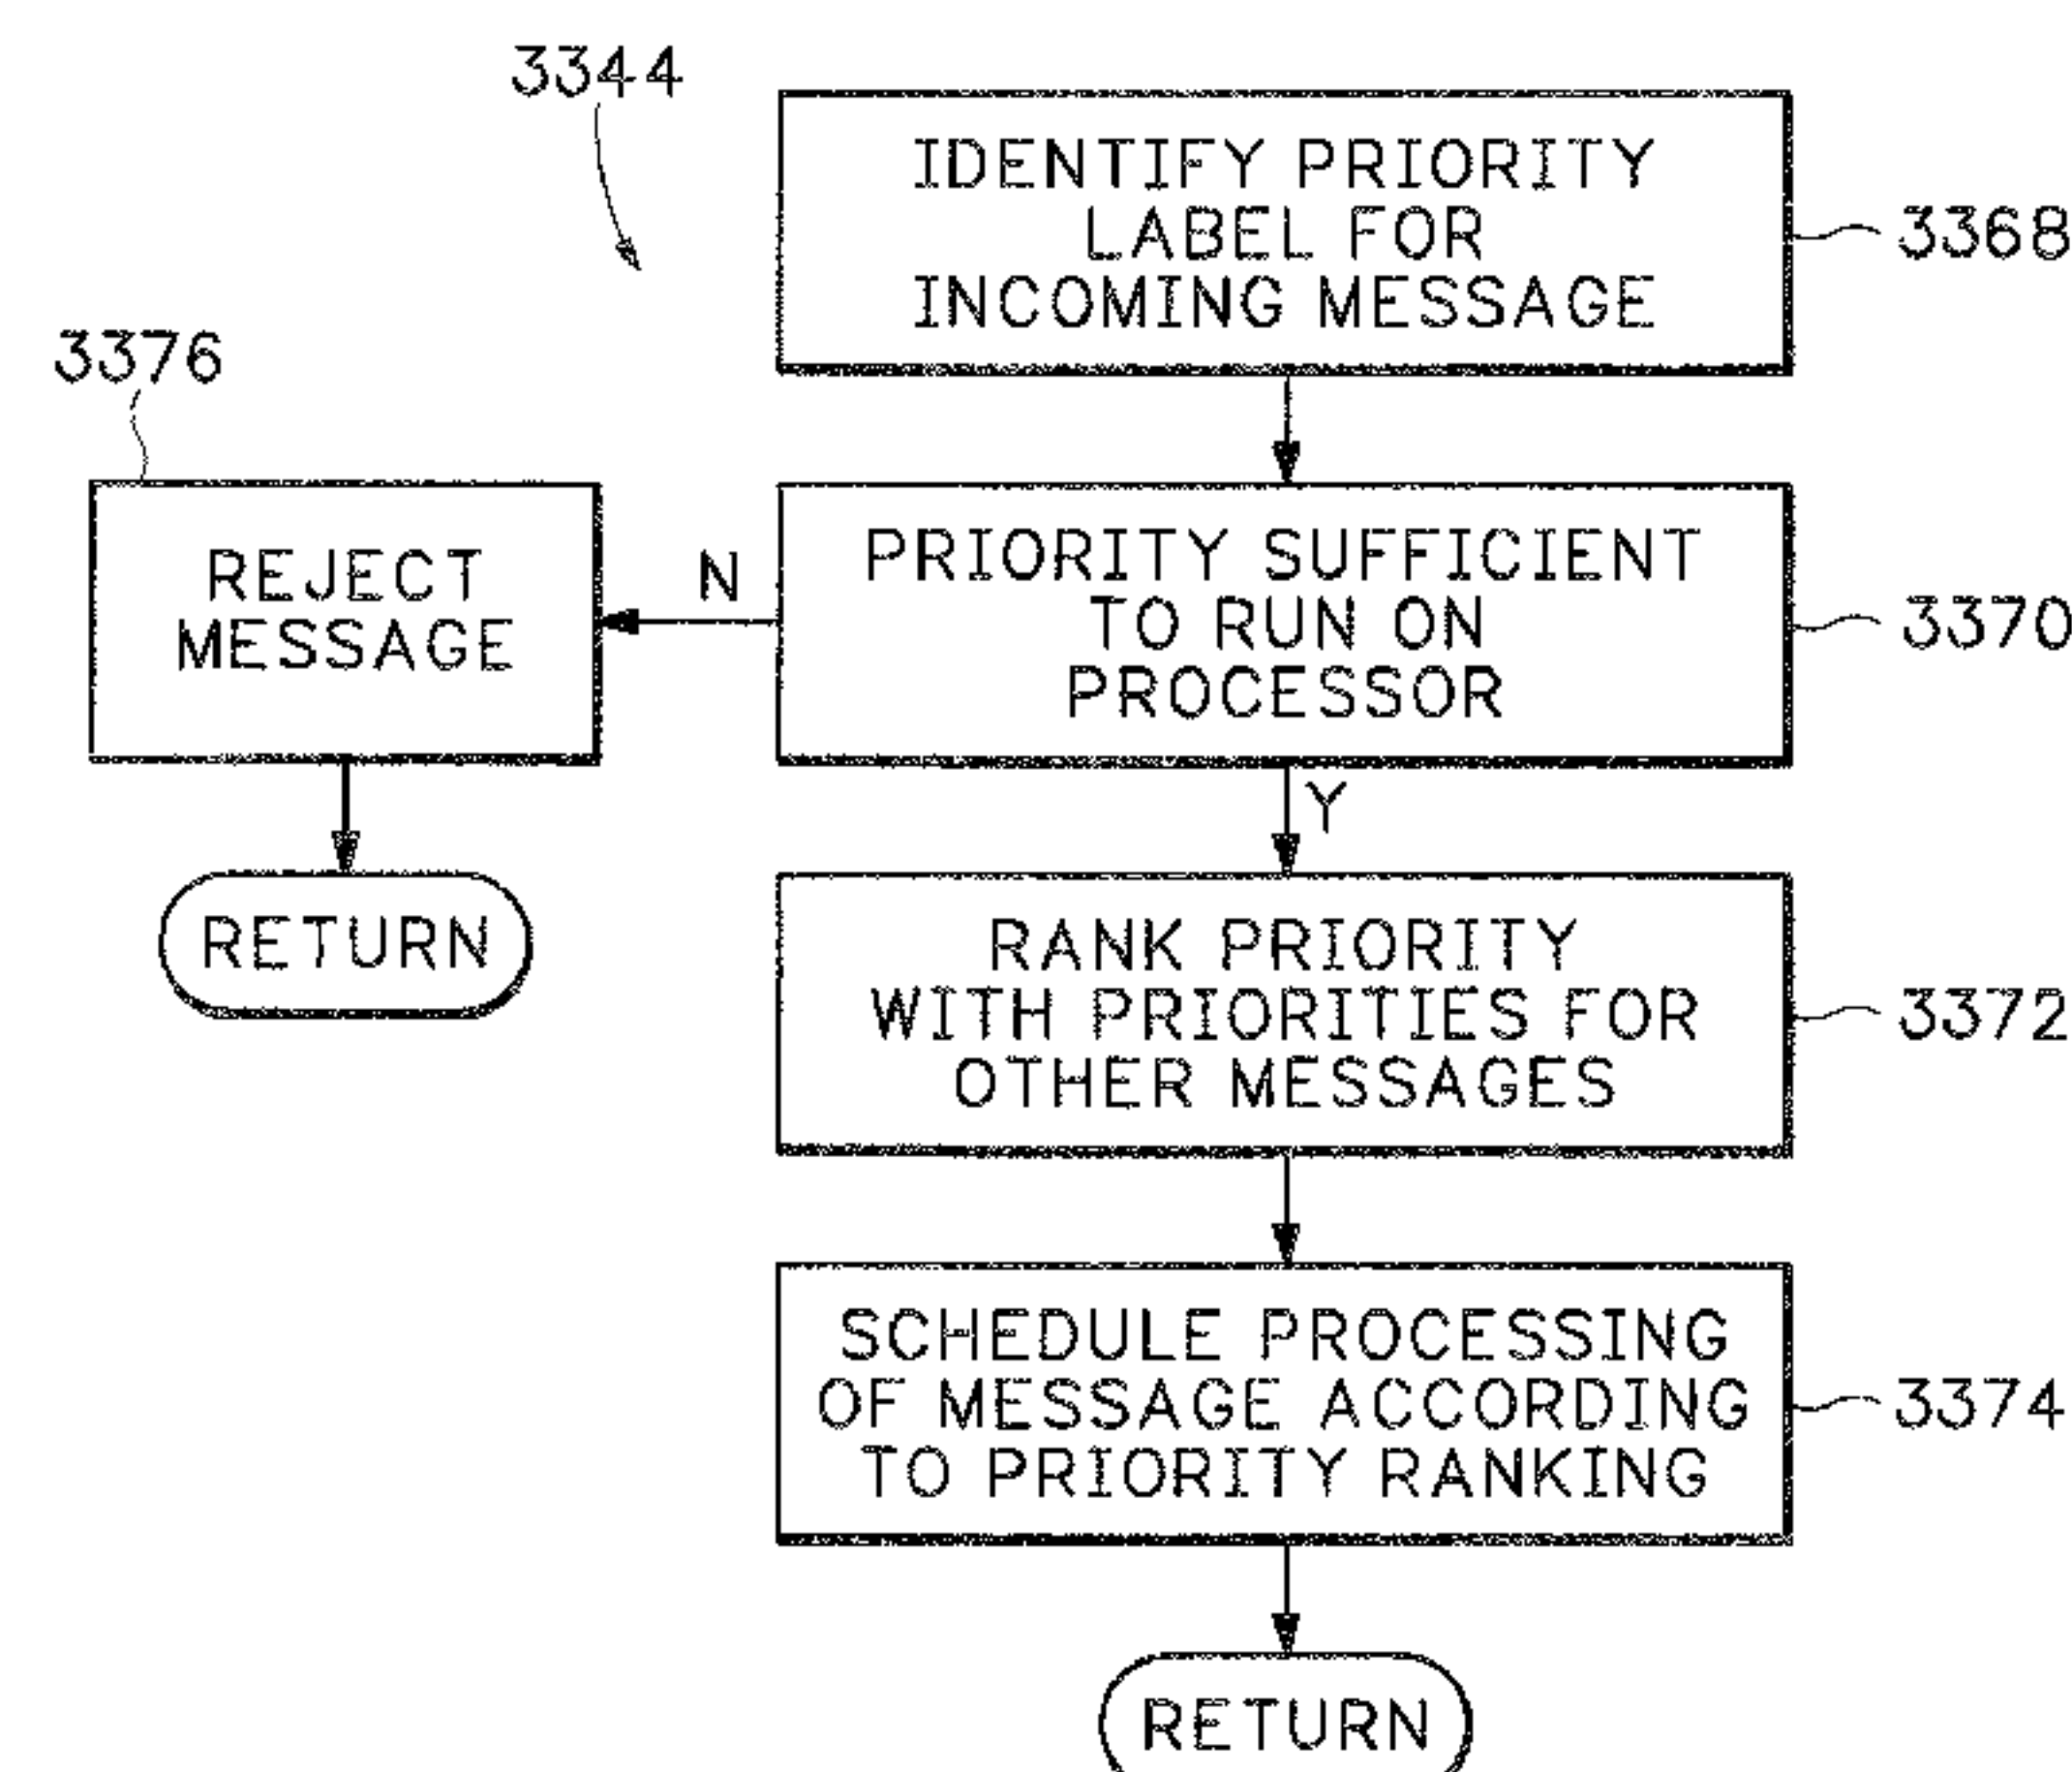 3344
IDENTIFY PRIORITY
LABEL FOR
INCOMING MESSAGE
3368
3376
REJECT
MESSAGE
N
PRIORITY SUFFICIENT
TO RUN ON
PROCESSOR
3370
Y
RETURN
RANK PRIORITY
WITH PRIORITIES FOR
OTHER MESSAGES
3372
SCHEDULE PROCESSING
OF MESSAGE ACCORDING
TO PRIORITY RANKING
3374
RETURN